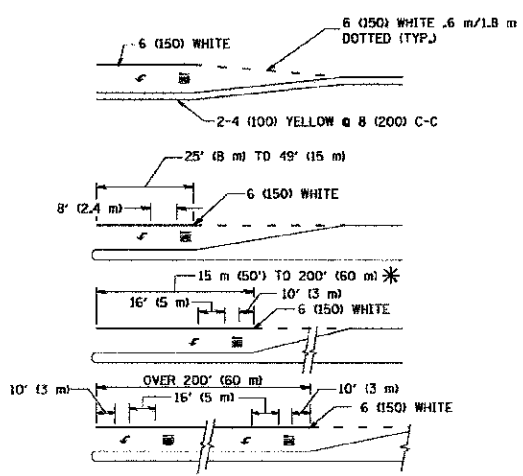 6 (150) WHITE .6 m/1.8 m
DOTTED (TYP.)
6 (150) WHITE
2-4 (100) YELLOW @ 8 (200) C-C
25' (8 m) TO 49' (15 m)
6 (150) WHITE
8' (2.4 m)
15 m (50') TO 200' (60 m) *
16' (5 m)
10' (3 m)
6 (150) WHITE
OVER 200' (60 m)
10' (3 m)
16' (5 m)
10' (3 m)
6 (150) WHITE